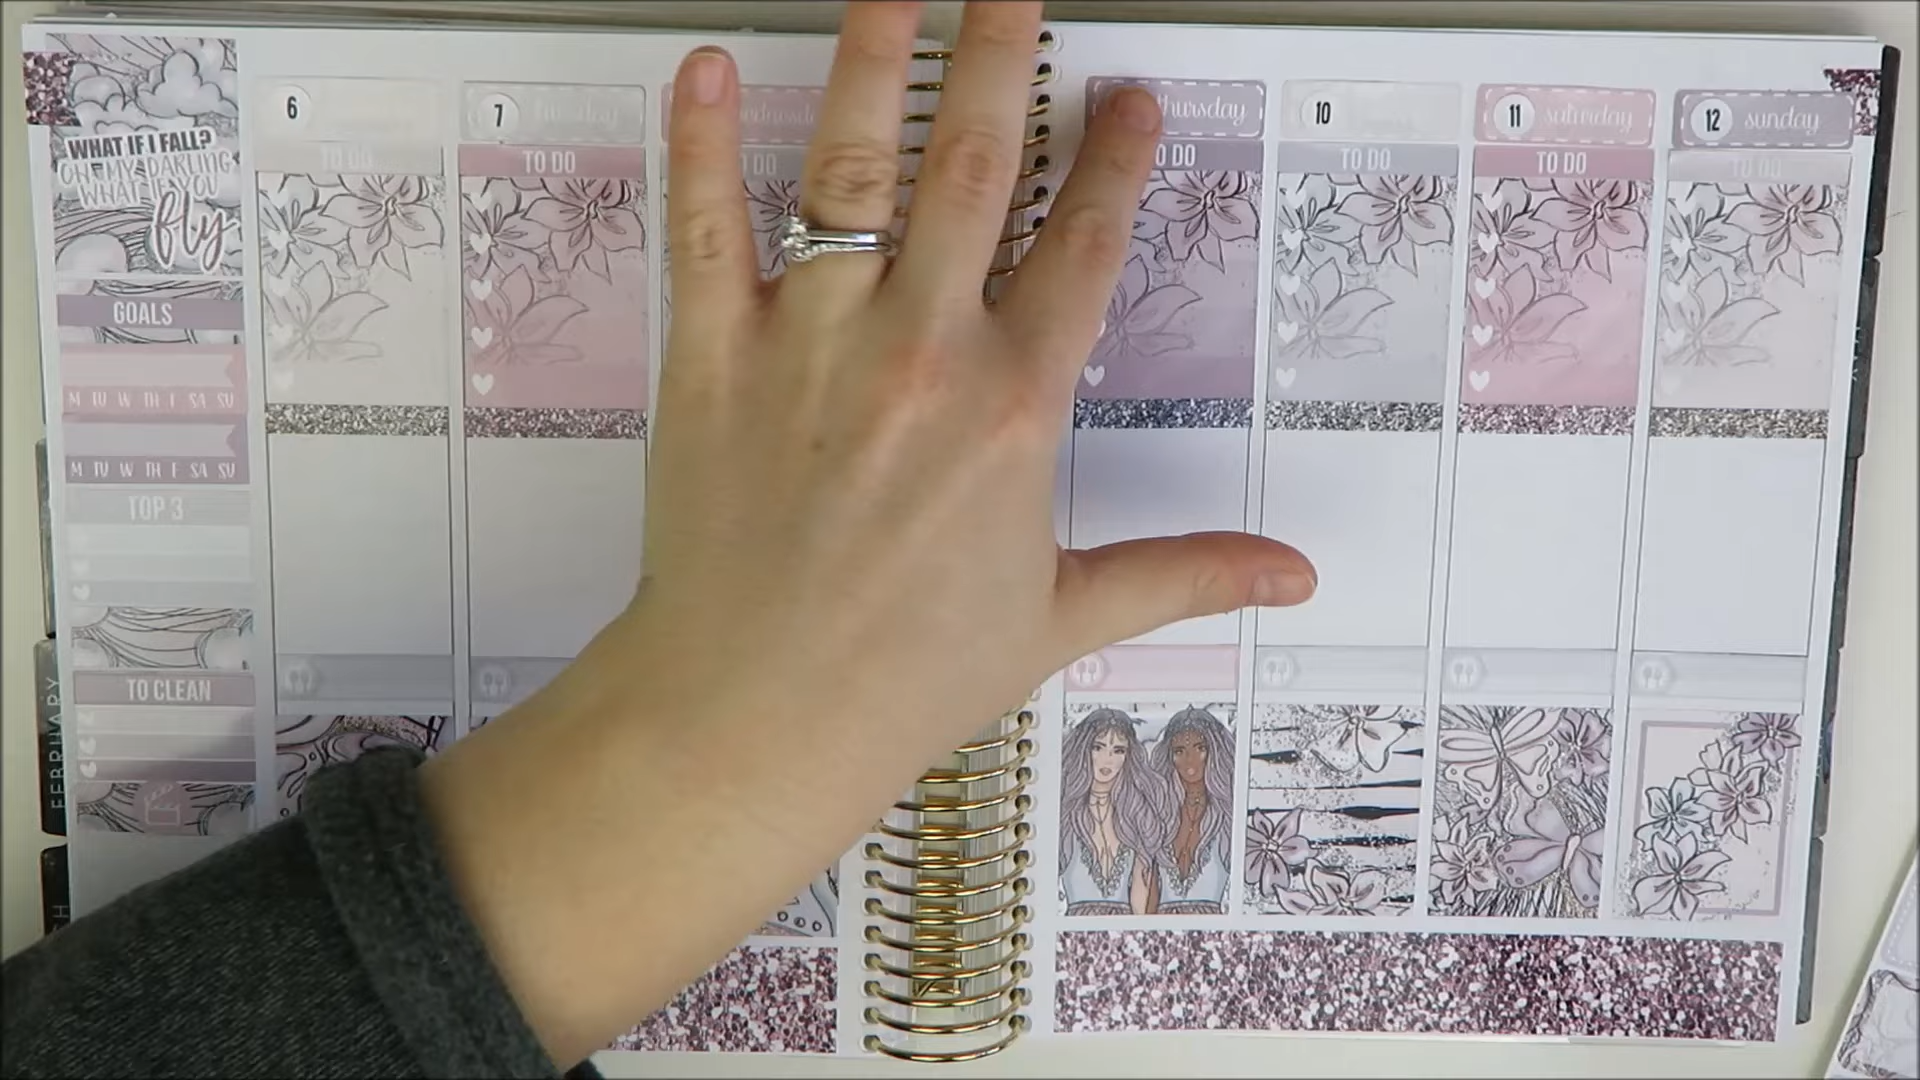 WHAT IF I FALL?
OH MY DARLING
WHAT IF YOU
fly
GOALS
M TU W TH F SA SU
M TU W TH F SA SU
TOP 3
TO CLEAN
FEBRUARY
6
TO DO
7 tuesday
TO DO
wednesday
DO
thursday
O DO
10
TO DO
11 saturday
TO DO
12 sunday
TO DO
H